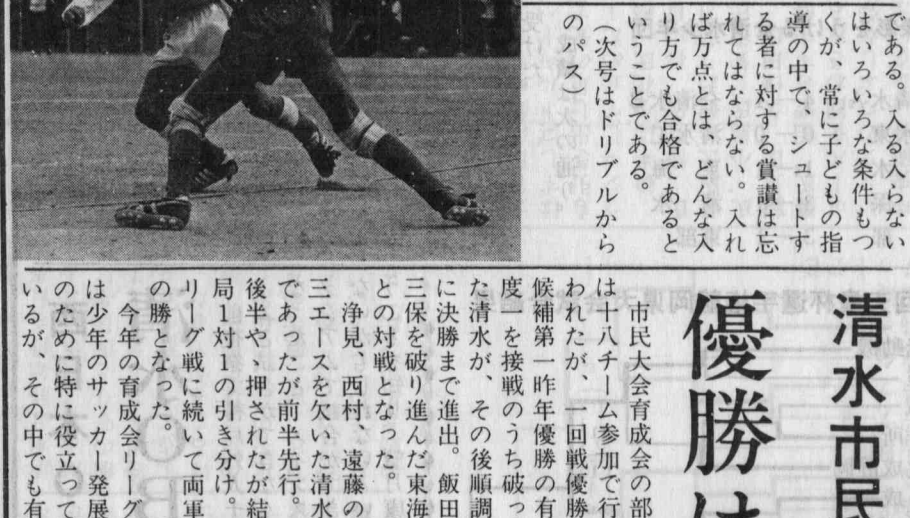 である。入る入らない
はいろいろな条件もつ
くが、常に子どもの指
導の中で、シュートす
る者に対する賞讃は忘
れてはならない。入れ
ば万点とは、どんな入
り方でも合格であると
いうことである。
(次号はドリブルから
のパス)
清水市民
優勝は
市民大会育成会の部
は十八チーム参加で行
われたが、一回戦優勝
候補第一昨年優勝の有
度一を接戦のうち破っ
た清水が、その後順調
に決勝まで進出。飯田
三保を破り進んだ東海
との対戦となった。
浄見、西村、遠藤の
三エースを欠いた清水
であったが前半先行。
後半や、押されたが結
局1対1の引き分け。
リーグ戦に続いて両軍
の勝となった。
今年の育成会リーグ
は少年のサッカー発展
のために特に役立って
いるが、その中でも有